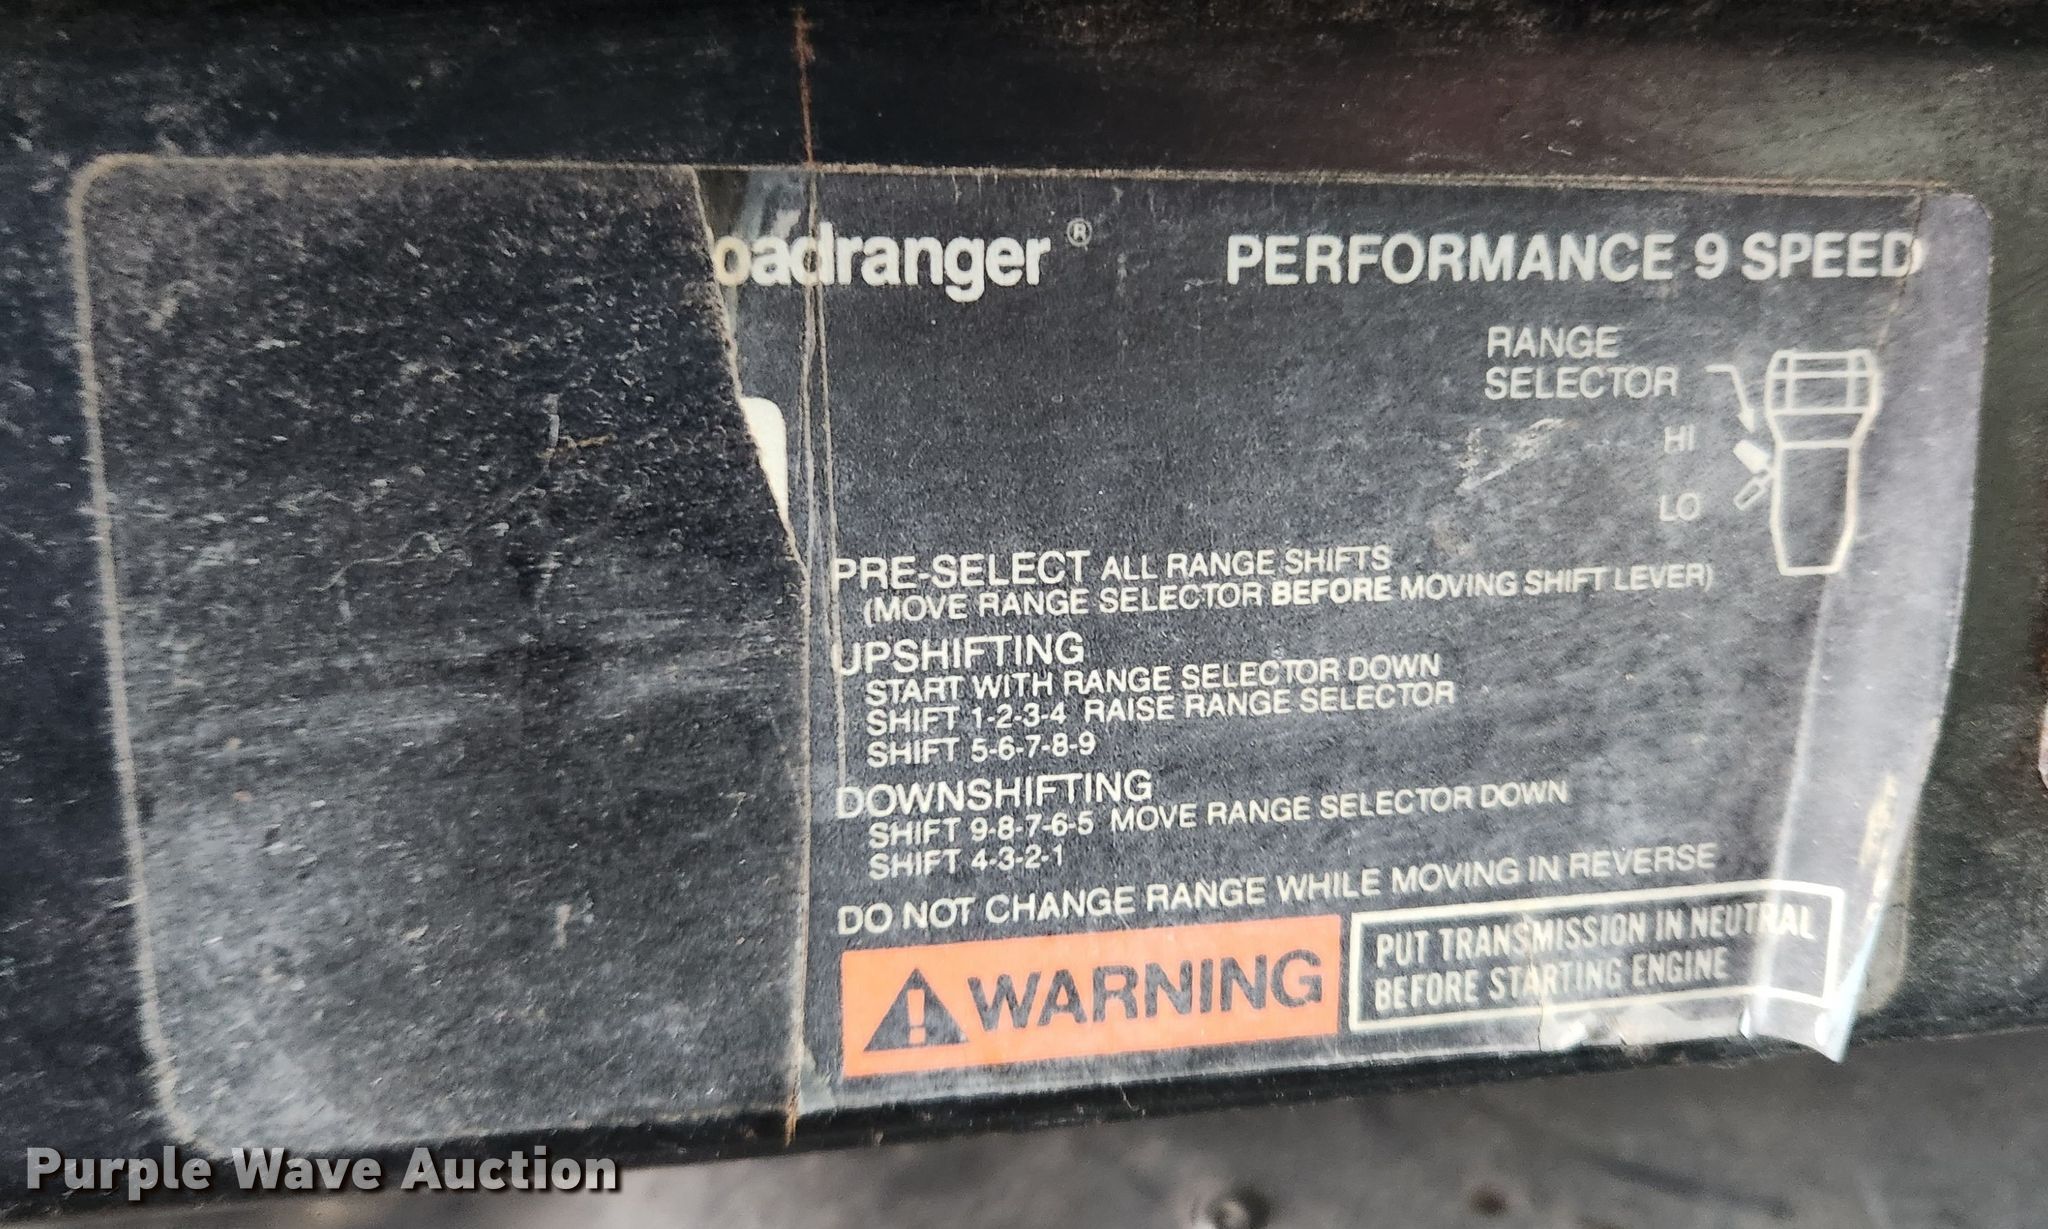 oadranger ® PERFORMANCE 9 SPEED
RANGE
SELECTOR
HI
LO
PRE-SELECT ALL RANGE SHIFTS
(MOVE RANGE SELECTOR BEFORE MOVING SHIFT LEVER)
UPSHIFTING
START WITH RANGE SELECTOR DOWN
SHIFT 1-2-3-4 RAISE RANGE SELECTOR
SHIFT 5-6-7-8-9
DOWNSHIFTING
SHIFT 9-8-7-6-5 MOVE RANGE SELECTOR DOWN
SHIFT 4-3-2-1
DO NOT CHANGE RANGE WHILE MOVING IN REVERSE
WARNING
PUT TRANSMISSION IN NEUTRAL
BEFORE STARTING ENGINE
Purple Wave Auction